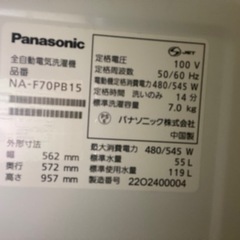 Panasonic
全自動電気洗濯機
品番
NA-F70PB15
外形寸法
幅 562 mm
奥行 572 mm
高さ 957 mm
JET
定格電圧 100 V
定格周波数 50/60 Hz
電動機定格消費電力 480/545 W
定格時間 洗いのみ 14 分
標準洗濯容量 7.0 kg
パナソニック株式会社
中国製
最大消費電力 480/545 W
標準水量 55 L
標準使用水量 119 L
製造番号 22O2400004